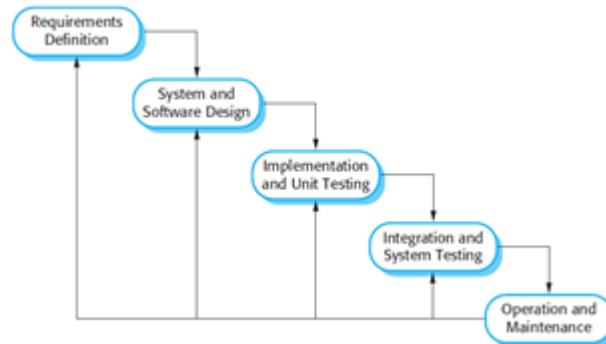 Requirements
Definition
System and
Software Design
Implementation
and Unit Testing
Integration and
System Testing
Operation and
Maintenance